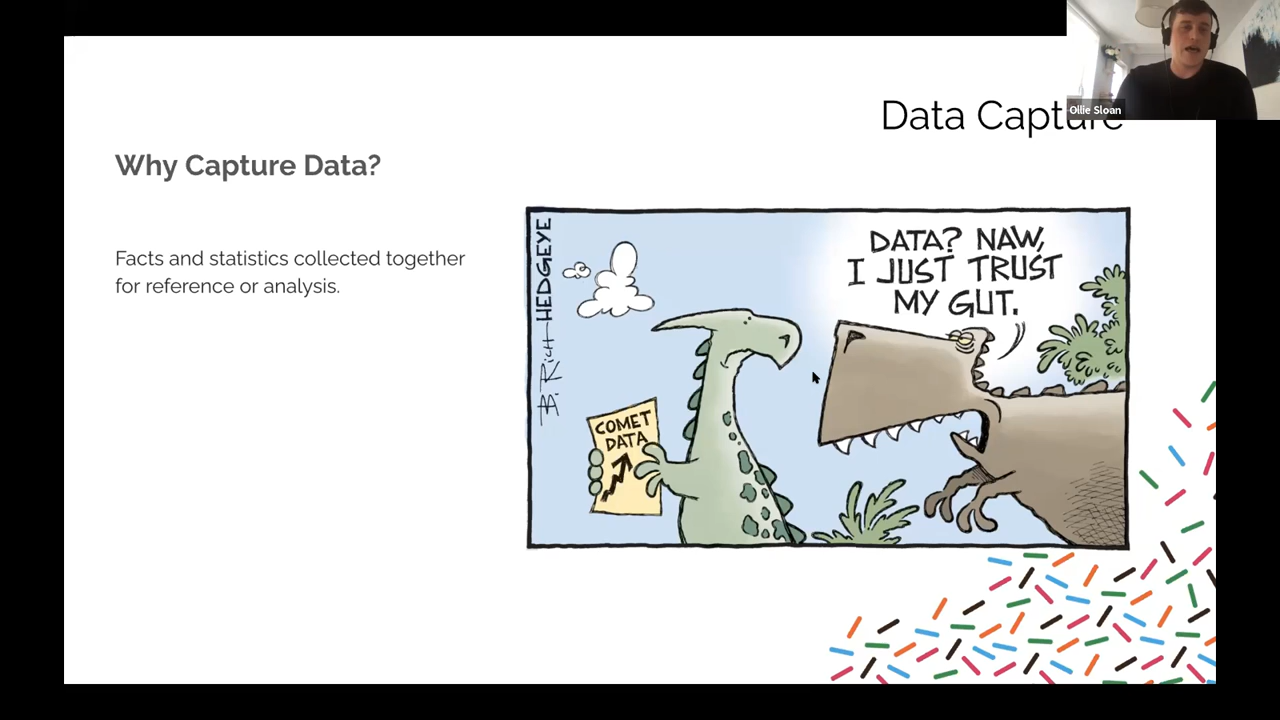 Ollie Sloan
Data Capture
Why Capture Data?
Facts and statistics collected together
for reference or analysis.
B. Rich-HEDGEYE
DATA? NAW,
I JUST TRUST
MY GUT.
COMET
DATA